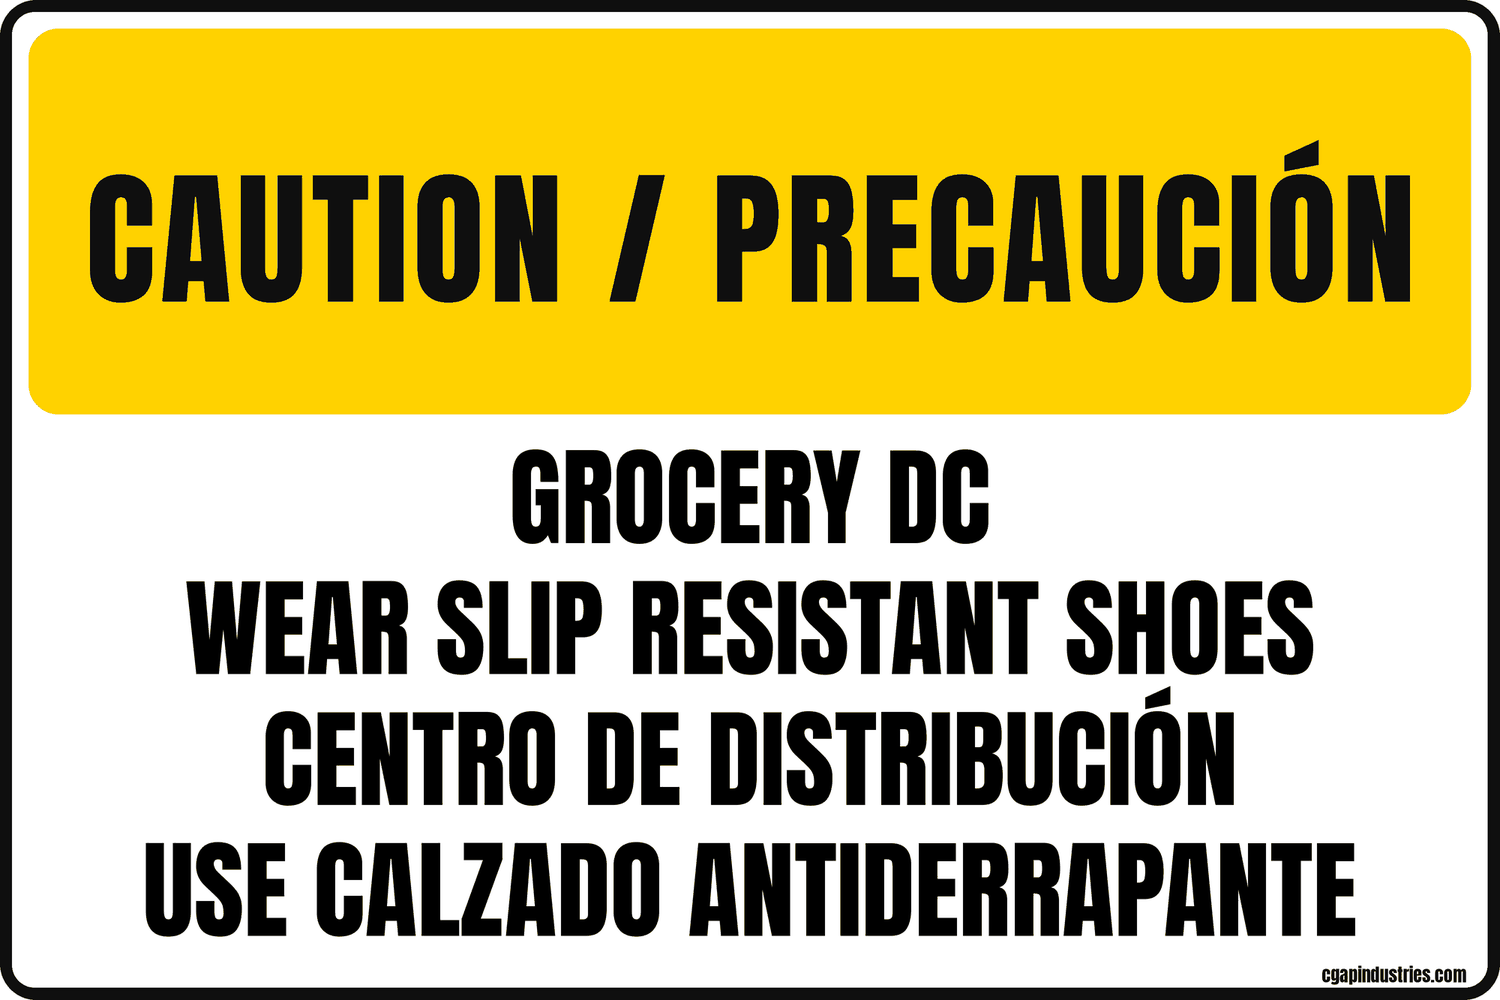 CAUTION / PRECAUCIÓN
GROCERY DC
WEAR SLIP RESISTANT SHOES
CENTRO DE DISTRIBUCIÓN
USE CALZADO ANTIDERRAPANTE
cgapindustries.com